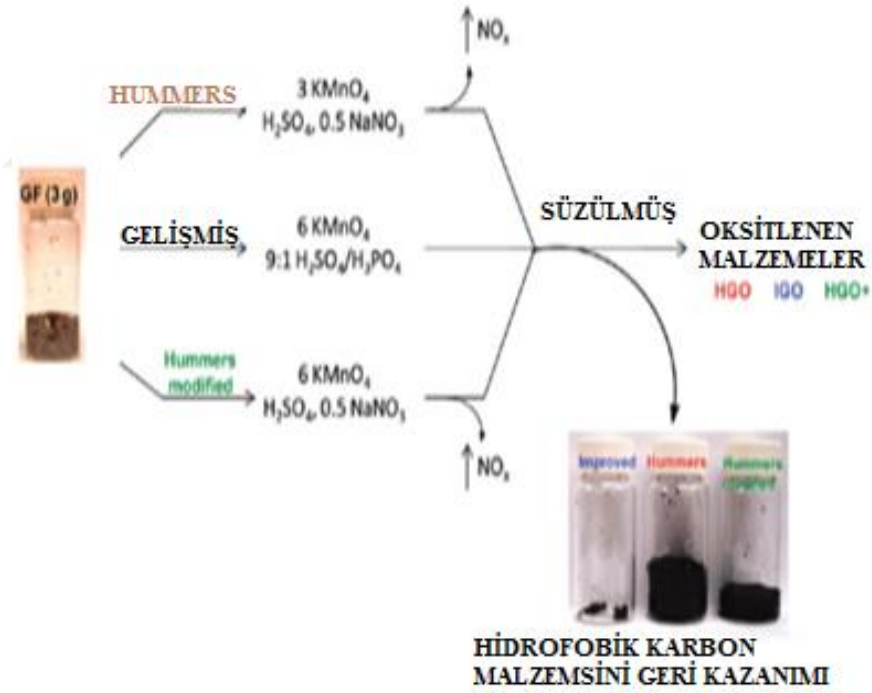 NOₓ
HUMMERS
3 KMnO₄
H₂SO₄, 0.5 NaNO₃
GF (3 g)
GELİŞMİŞ
6 KMnO₄
9:1 H₂SO₄/H₃PO₄
SÜZÜLMÜŞ
OKSİTLENEN
MALZEMELER
HGO IGO HGO+
Hummers
modified
6 KMnO₄
H₂SO₄, 0.5 NaNO₃
NOₓ
Improved Hummers Hummers
modified
HİDROFOBİK KARBON
MALZEMSİNİ GERİ KAZANIMI